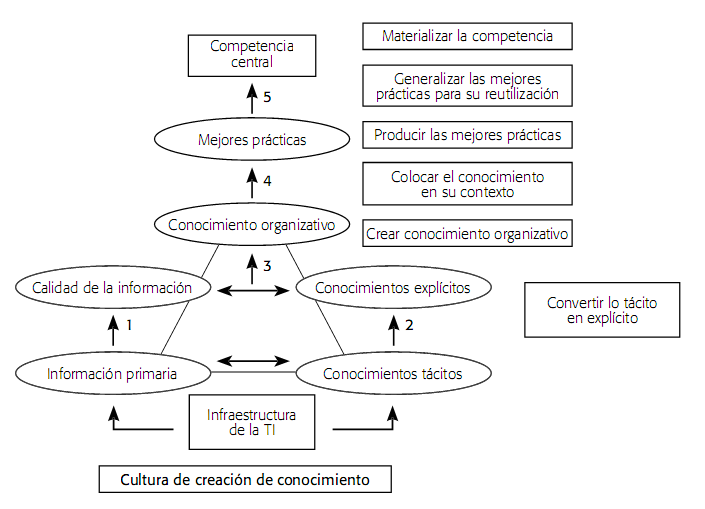 Materializar la competencia
Competencia
central
Generalizar las mejores
prácticas para su reutilización
5
Mejores prácticas
Producir las mejores prácticas
4
Colocar el conocimiento
en su contexto
Conocimiento organizativo
Crear conocimiento organizativo
3
Calidad de la información
Conocimientos explícitos
Convertir lo tácito
en explícito
1
2
Información primaria
Conocimientos tácitos
Infraestructura
de la TI
Cultura de creación de conocimiento